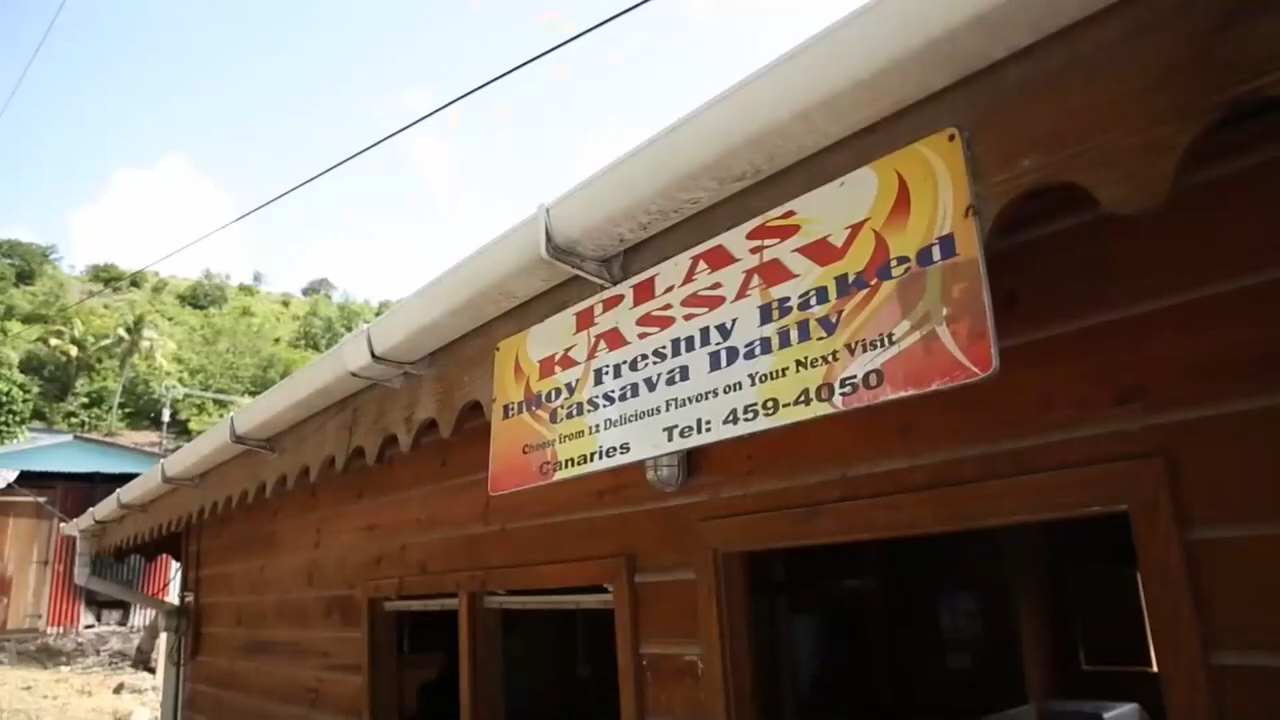 PLAS
KASSAV
Enjoy Freshly Baked
Cassava Daily
Choose from 12 Delicious Flavors on Your Next Visit
Canaries Tel: 459-4050